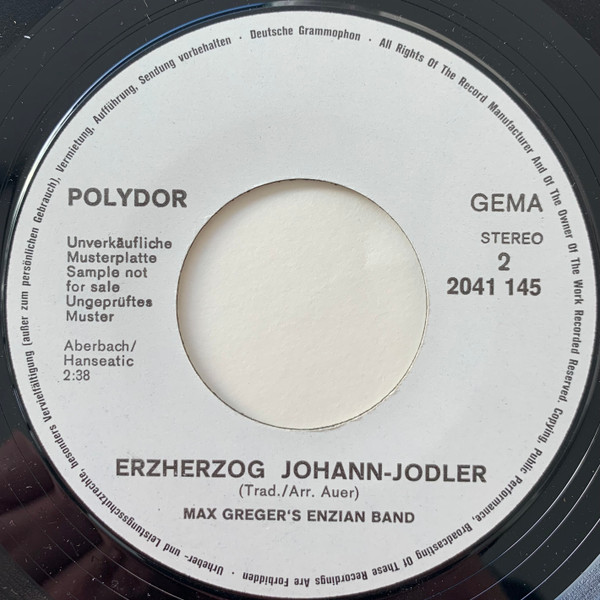 Urheber- und Leistungsschutzrechte, besonders Vervielfältigung (außer zum persönlichen Gebrauch), Vermietung, Aufführung, Sendung vorbehalten · Deutsche Grammophon · All Rights Of The Record Manufacturer And Of The Owner Of The Work Recorded Reserved. Copying, Public Performance, Broadcasting Of These Recordings Are Forbidden ·
POLYDOR
GEMA
Unverkäufliche
Musterplatte
Sample not
for sale
Ungeprüftes
Muster
STEREO
2
2041 145
Aberbach/
Hanseatic
2:38
ERZHERZOG JOHANN-JODLER
(Trad./Arr. Auer)
MAX GREGER'S ENZIAN BAND